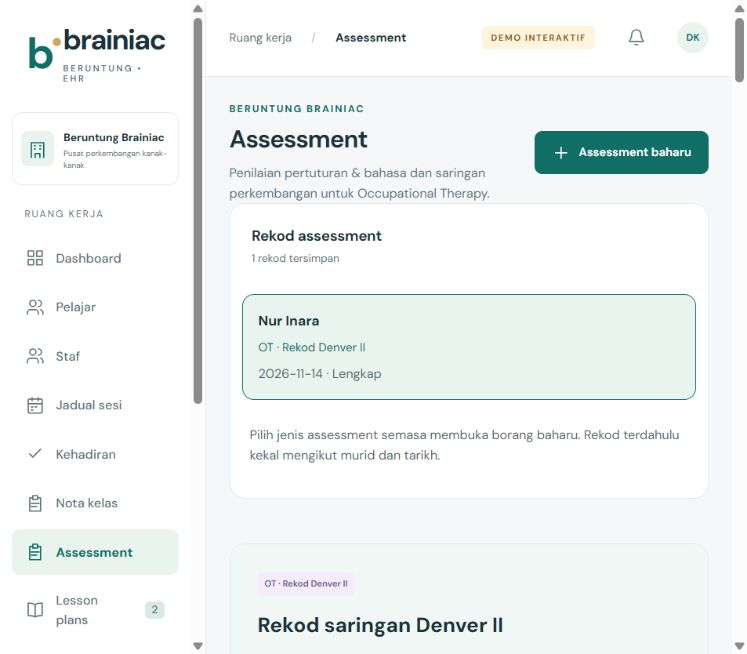 b brainiac
BERUNTUNG •
EHR
Beruntung Brainiac
Pusat perkembangan kanak-
kanak
RUANG KERJA
Dashboard
Pelajar
Staf
Jadual sesi
Kehadiran
Nota kelas
Assessment
Lesson
plans
2
Ruang kerja / Assessment
DEMO INTERAKTIF
DK
BERUNTUNG BRAINIAC
Assessment
Penilaian pertuturan & bahasa dan saringan
perkembangan untuk Occupational Therapy.
Assessment baharu
Rekod assessment
1 rekod tersimpan
Nur Inara
OT · Rekod Denver II
2026-11-14 · Lengkap
Pilih jenis assessment semasa membuka borang baharu. Rekod terdahulu
kekal mengikut murid dan tarikh.
OT · Rekod Denver II
Rekod saringan Denver II